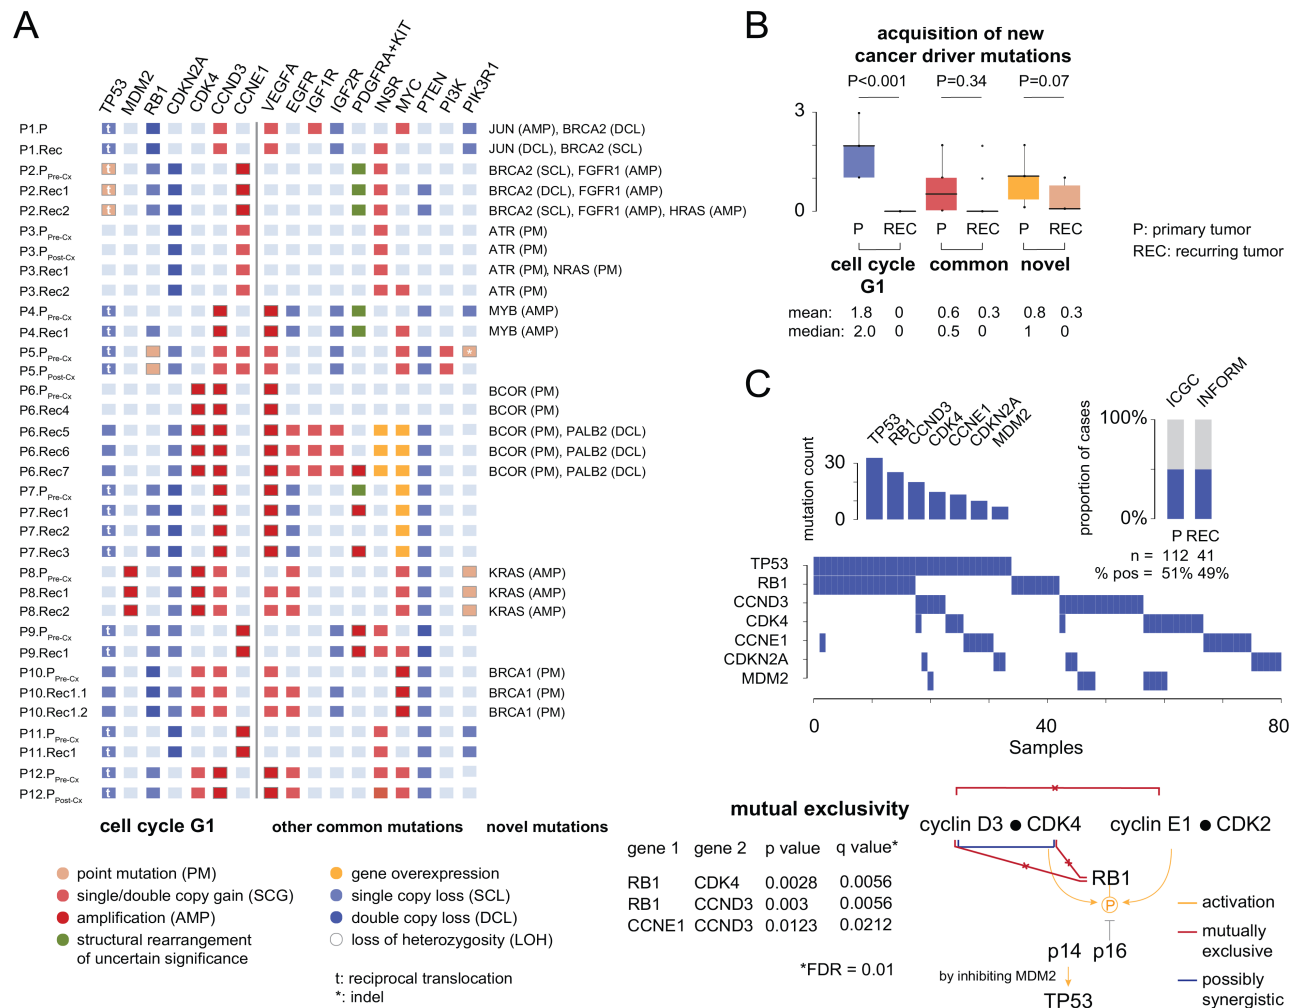 A
TP53 MDM2 RB1 CDKN2A CDK4 CCND3 CCNE1 VEGFA EGFR IGF1R IGF2R PDGFRA+KIT INSR MYC PTEN PI3K PIK3R1
P1.P t JUN (AMP), BRCA2 (DCL)
P1.Rec t JUN (DCL), BRCA2 (SCL)
P2.PPre-Cx t BRCA2 (SCL), FGFR1 (AMP)
P2.Rec1 t BRCA2 (DCL), FGFR1 (AMP)
P2.Rec2 t BRCA2 (SCL), FGFR1 (AMP), HRAS (AMP)
P3.PPre-Cx ATR (PM)
P3.PPost-Cx ATR (PM)
P3.Rec1 ATR (PM), NRAS (PM)
P3.Rec2 ATR (PM)
P4.PPre-Cx t MYB (AMP)
P4.Rec1 t MYB (AMP)
P5.PPre-Cx t *
P5.PPost-Cx t
P6.PPre-Cx BCOR (PM)
P6.Rec4 BCOR (PM)
P6.Rec5 BCOR (PM), PALB2 (DCL)
P6.Rec6 BCOR (PM), PALB2 (DCL)
P6.Rec7 BCOR (PM), PALB2 (DCL)
P7.PPre-Cx t
P7.Rec1 t
P7.Rec2 t
P7.Rec3 t
P8.PPre-Cx KRAS (AMP)
P8.Rec1 KRAS (AMP)
P8.Rec2 KRAS (AMP)
P9.PPre-Cx t
P9.Rec1 t
P10.PPre-Cx BRCA1 (PM)
P10.Rec1.1 BRCA1 (PM)
P10.Rec1.2 BRCA1 (PM)
P11.PPre-Cx t
P11.Rec1 t
P12.PPre-Cx t
P12.PPost-Cx t
cell cycle G1 other common mutations novel mutations
point mutation (PM)
single/double copy gain (SCG)
amplification (AMP)
structural rearrangement
of uncertain significance
gene overexpression
single copy loss (SCL)
double copy loss (DCL)
loss of heterozygosity (LOH)
t: reciprocal translocation
*: indel
B
acquisition of new
cancer driver mutations
P<0.001 P=0.34 P=0.07
3
0
P REC P REC P REC
cell cycle G1 common novel
mean: 1.8 0 0.6 0.3 0.8 0.3
median: 2.0 0 0.5 0 1 0
P: primary tumor
REC: recurring tumor
C
TP53 RB1 CCND3 CDK4 CCNE1 CDKN2A MDM2
mutation count
30
0
ICGC INFORM
proportion of cases
100%
0%
P REC
n = 112 41
% pos = 51% 49%
TP53
RB1
CCND3
CDK4
CCNE1
CDKN2A
MDM2
0 40 80
Samples
mutual exclusivity
gene 1 gene 2 p value q value*
RB1 CDK4 0.0028 0.0056
RB1 CCND3 0.003 0.0056
CCNE1 CCND3 0.0123 0.0212
*FDR = 0.01
cyclin D3 ● CDK4 cyclin E1 ● CDK2
RB1
P
p14 p16
by inhibiting MDM2
TP53
activation
mutually
exclusive
possibly
synergistic